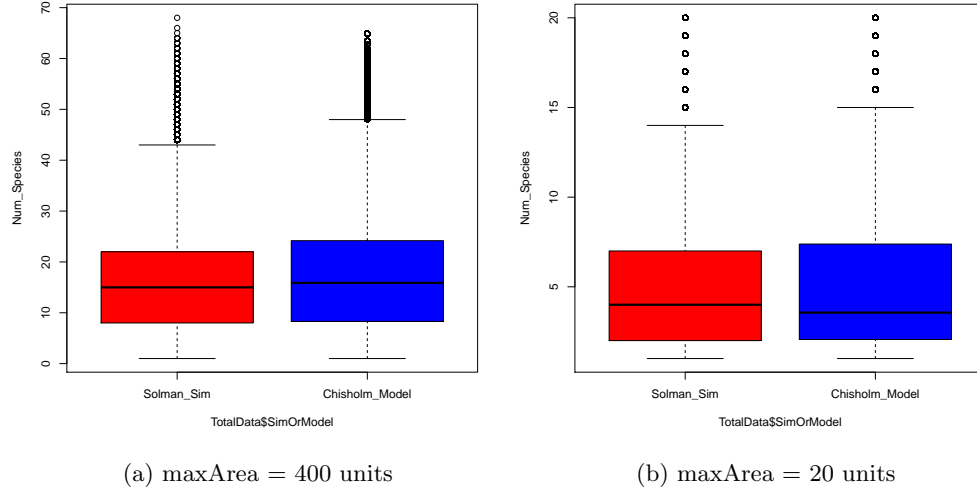 70
60
50
40
30
20
10
0
Num_Species
Solman_Sim Chisholm_Model
TotalData$SimOrModel
(a) maxArea = 400 units
20
15
10
5
Num_Species
Solman_Sim Chisholm_Model
TotalData$SimOrModel
(b) maxArea = 20 units